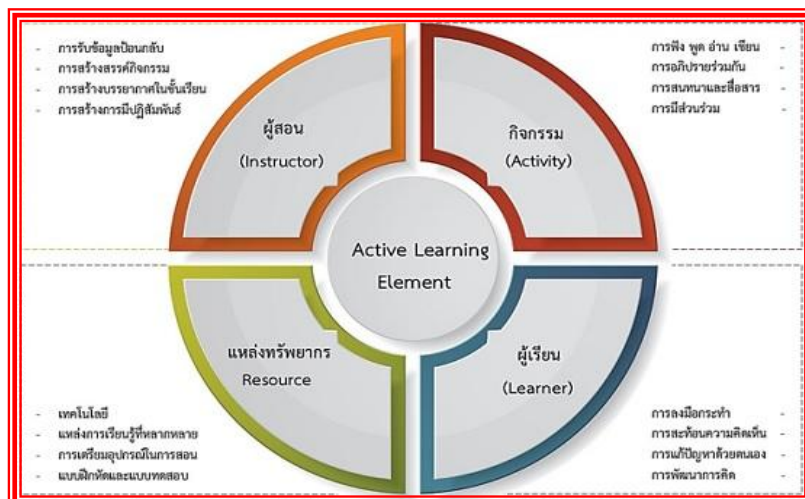 - การรับข้อมูลป้อนกลับ
- การสร้างสรรค์กิจกรรม
- การสร้างบรรยากาศในชั้นเรียน
- การสร้างการมีปฏิสัมพันธ์
ผู้สอน
(Instructor)
กิจกรรม
(Activity)
การฟัง พูด อ่าน เขียน -
การอภิปรายร่วมกัน -
การสนทนาและสื่อสาร -
การมีส่วนร่วม -
Active Learning
Element
แหล่งทรัพยากร
Resource
ผู้เรียน
(Learner)
- เทคโนโลยี
- แหล่งการเรียนรู้ที่หลากหลาย
- การเตรียมอุปกรณ์ในการสอน
- แบบฝึกหัดและแบบทดสอบ
การลงมือกระทำ -
การสะท้อนความคิดเห็น -
การแก้ปัญหาด้วยตนเอง -
การพัฒนาการคิด -